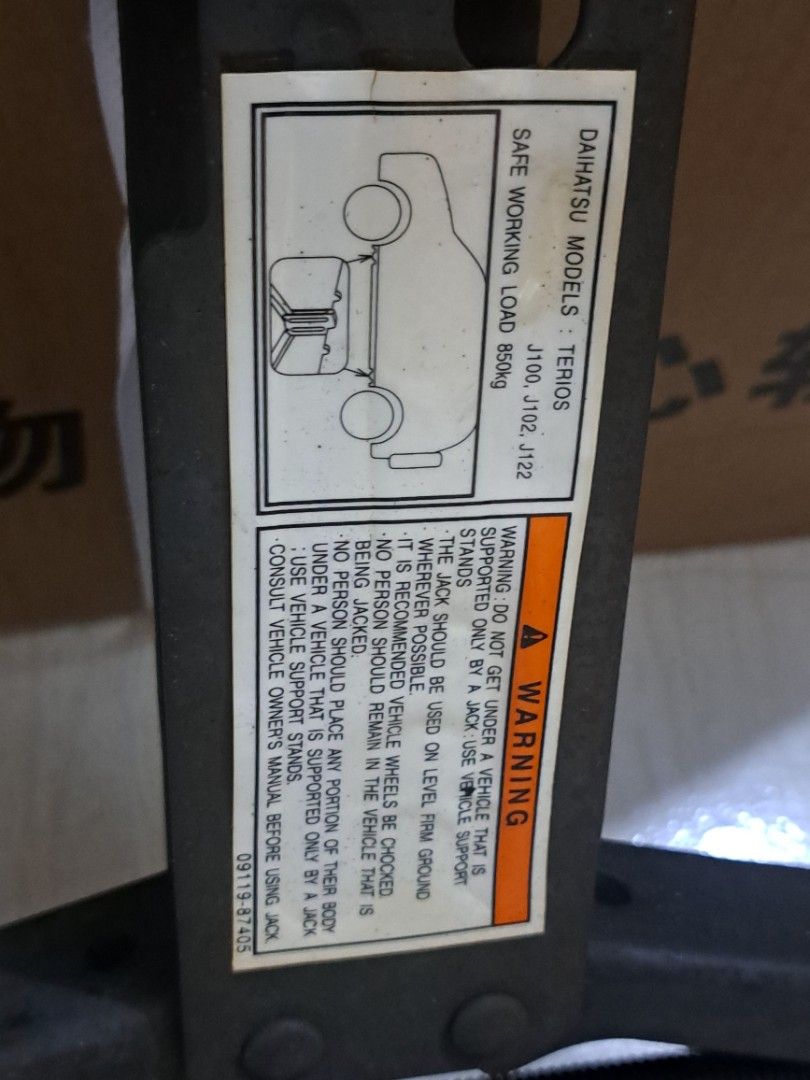 DAIHATSU MODELS : TERIOS
J100, J102, J122
SAFE WORKING LOAD 850kg
WARNING
WARNING : DO NOT GET UNDER A VEHICLE THAT IS
SUPPORTED ONLY BY A JACK : USE VEHICLE SUPPORT
STANDS
·THE JACK SHOULD BE USED ON LEVEL FIRM GROUND
WHEREVER POSSIBLE.
·IT IS RECOMMENDED VEHICLE WHEELS BE CHOCKED.
·NO PERSON SHOULD REMAIN IN THE VEHICLE THAT IS
BEING JACKED.
·NO PERSON SHOULD PLACE ANY PORTION OF THEIR BODY
UNDER A VEHICLE THAT IS SUPPORTED ONLY BY A JACK
: USE VEHICLE SUPPORT STANDS.
·CONSULT VEHICLE OWNER'S MANUAL BEFORE USING JACK.
09119-87405